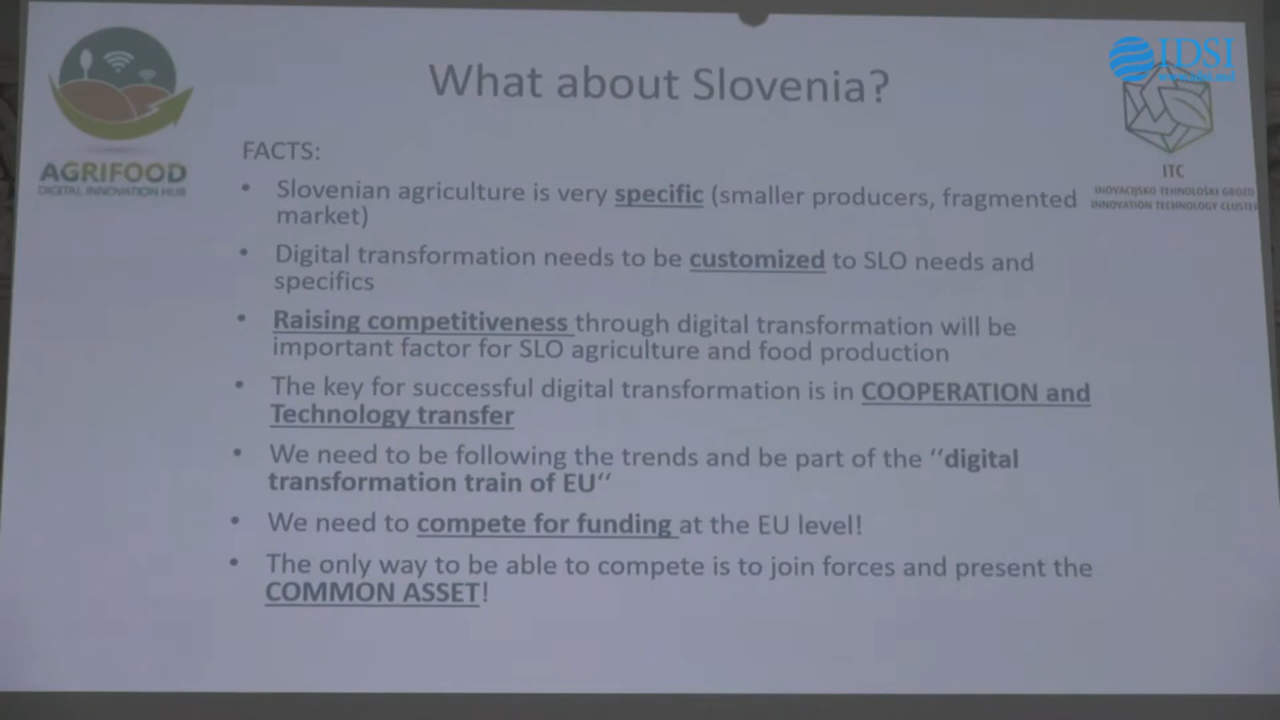 What about Slovenia?
IDSI
AGRIFOOD
DIGITAL INNOVATION HUB
ITC
INOVACIJSKO TEHNOLOŠKI GROZD
INNOVATION TECHNOLOGY CLUSTER
FACTS:
• Slovenian agriculture is very specific (smaller producers, fragmented
market)
• Digital transformation needs to be customized to SLO needs and
specifics
• Raising competitiveness through digital transformation will be
important factor for SLO agriculture and food production
• The key for successful digital transformation is in COOPERATION and
Technology transfer
• We need to be following the trends and be part of the ‘‘digital
transformation train of EU‘‘
• We need to compete for funding at the EU level!
• The only way to be able to compete is to join forces and present the
COMMON ASSET!